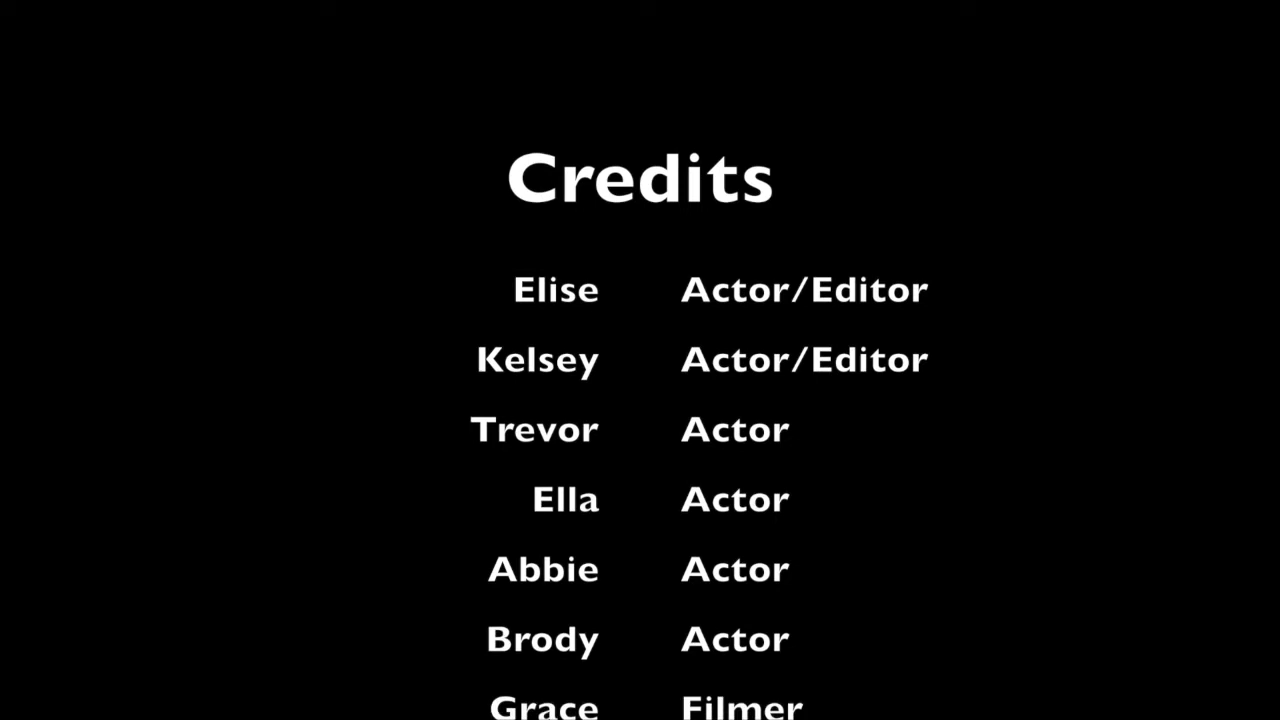 Credits
Elise Actor/Editor
Kelsey Actor/Editor
Trevor Actor
Ella Actor
Abbie Actor
Brody Actor
Grace Filmer